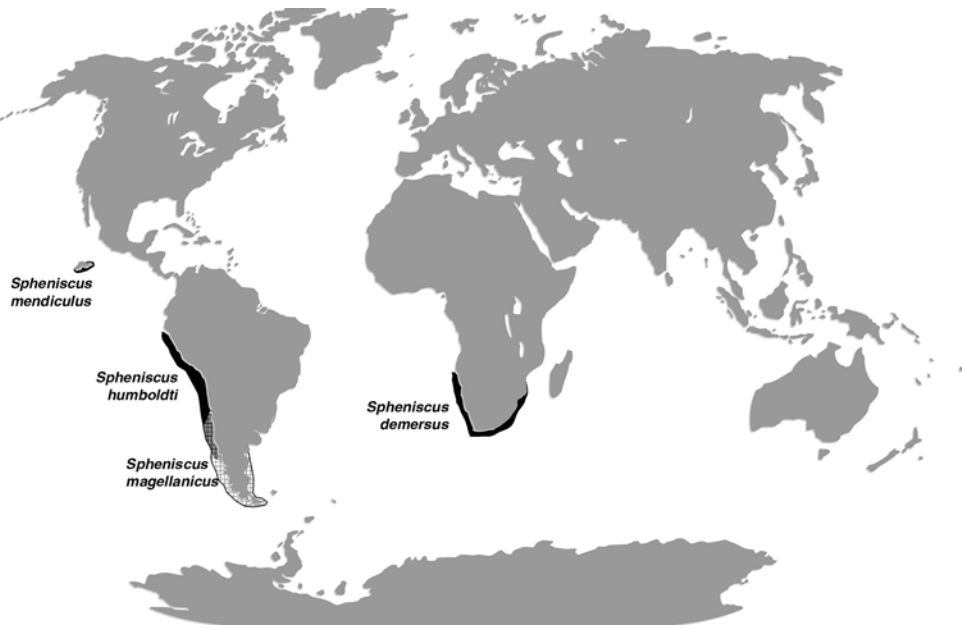 Spheniscus
mendiculus
Spheniscus
humboldti
Spheniscus
demersus
Spheniscus
magellanicus